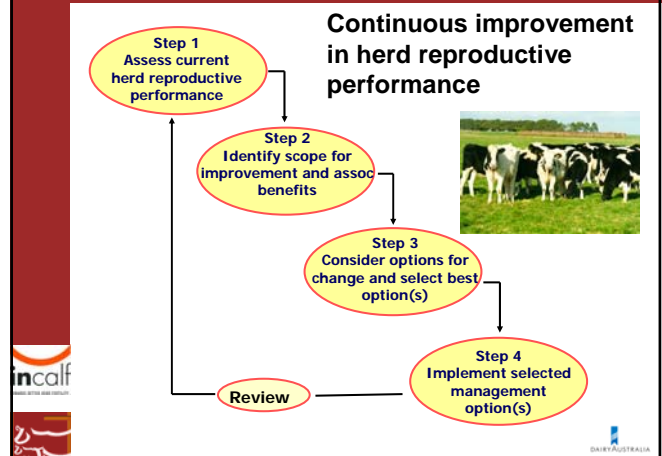 Continuous improvement
in herd reproductive
performance
Step 1
Assess current
herd reproductive
performance
Step 2
Identify scope for
improvement and assoc
benefits
Step 3
Consider options for
change and select best
option(s)
Step 4
Implement selected
management
option(s)
Review
incalf
DAIRY AUSTRALIA